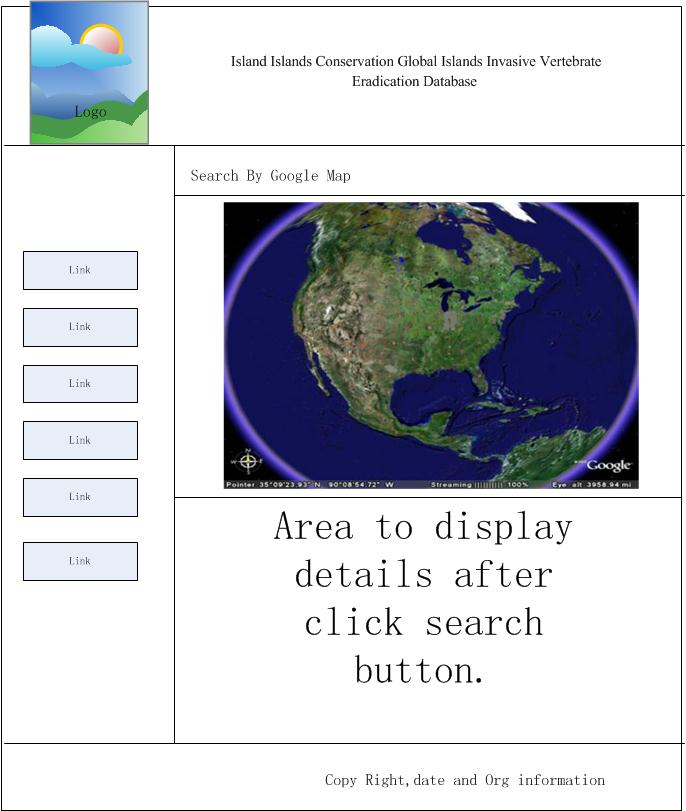 Logo
Island Islands Conservation Global Islands Invasive Vertebrate
Eradication Database
Search By Google Map
Link
Link
Link
Link
Link
Link
N
W E
Google
Pointer 35°09'23.93" N 90°08'54.72" W Streaming |||||||||| 100% Eye alt 3958.94 mi
Area to display
details after
click search
button.
Copy Right,date and Org information